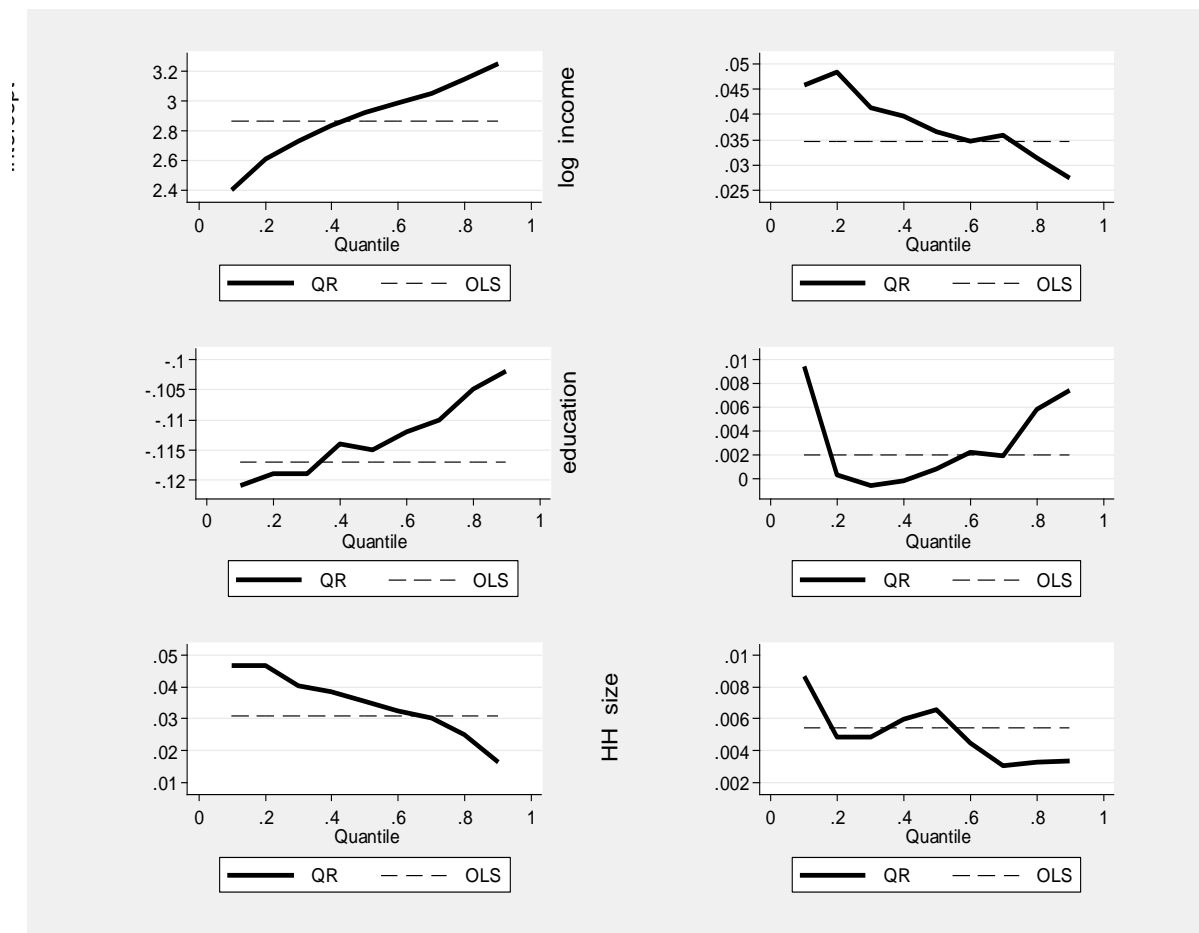 3.2
3
2.8
2.6
2.4
0 .2 .4 .6 .8 1
Quantile
QR OLS
log income
.05
.045
.04
.035
.03
.025
0 .2 .4 .6 .8 1
Quantile
QR OLS
-.1
-.105
-.11
-.115
-.12
0 .2 .4 .6 .8 1
Quantile
QR OLS
education
.01
.008
.006
.004
.002
0
0 .2 .4 .6 .8 1
Quantile
QR OLS
.05
.04
.03
.02
.01
0 .2 .4 .6 .8 1
Quantile
QR OLS
HH size
.01
.008
.006
.004
.002
0 .2 .4 .6 .8 1
Quantile
QR OLS